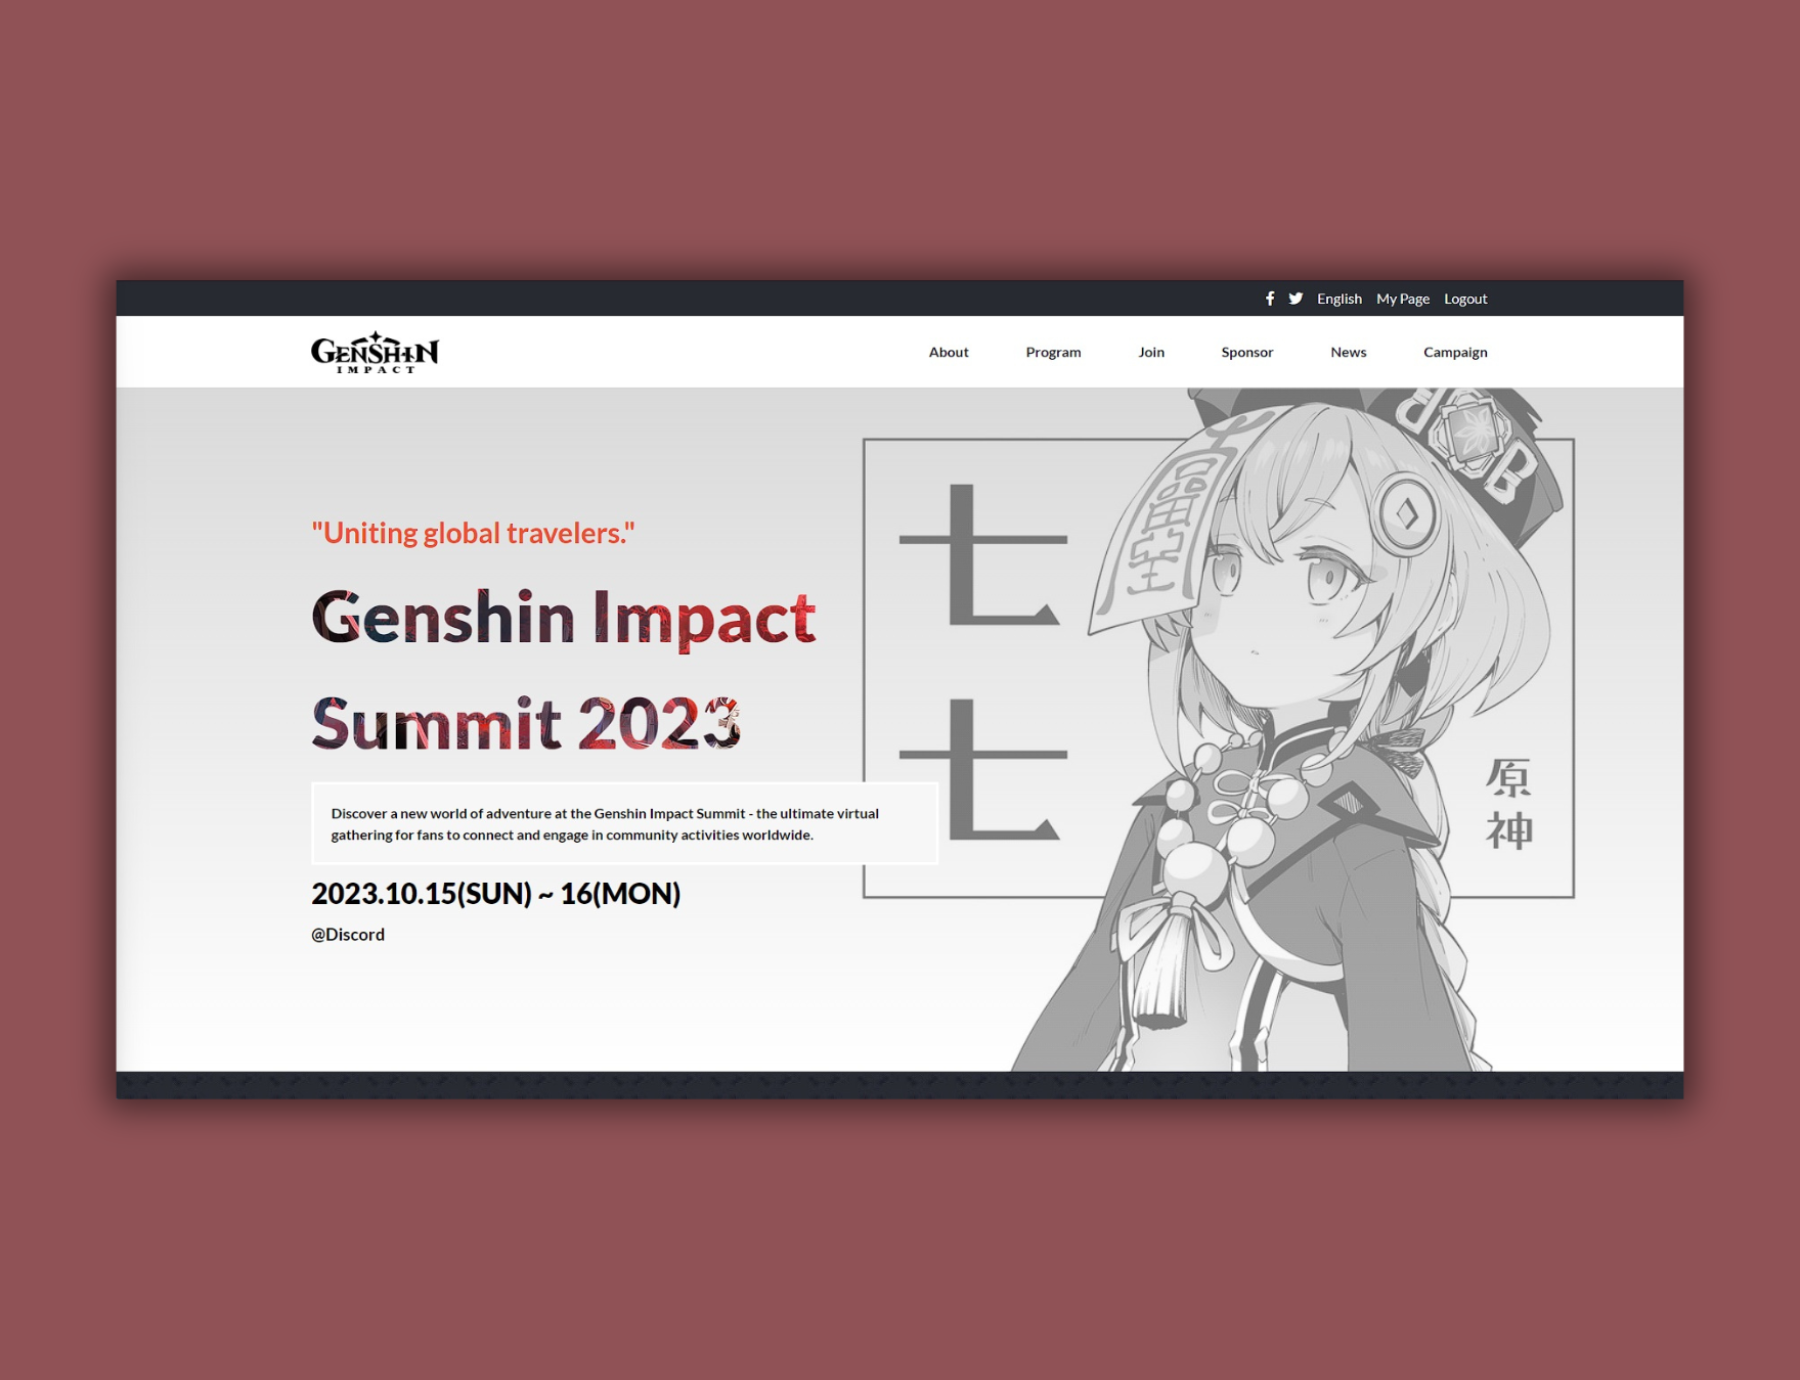 English My Page Logout
GENSHIN
IMPACT
About Program Join Sponsor News Campaign
"Uniting global travelers."
Genshin Impact
Summit 2023
Discover a new world of adventure at the Genshin Impact Summit - the ultimate virtual
gathering for fans to connect and engage in community activities worldwide.
2023.10.15(SUN) ~ 16(MON)
@Discord
七
七
原
神